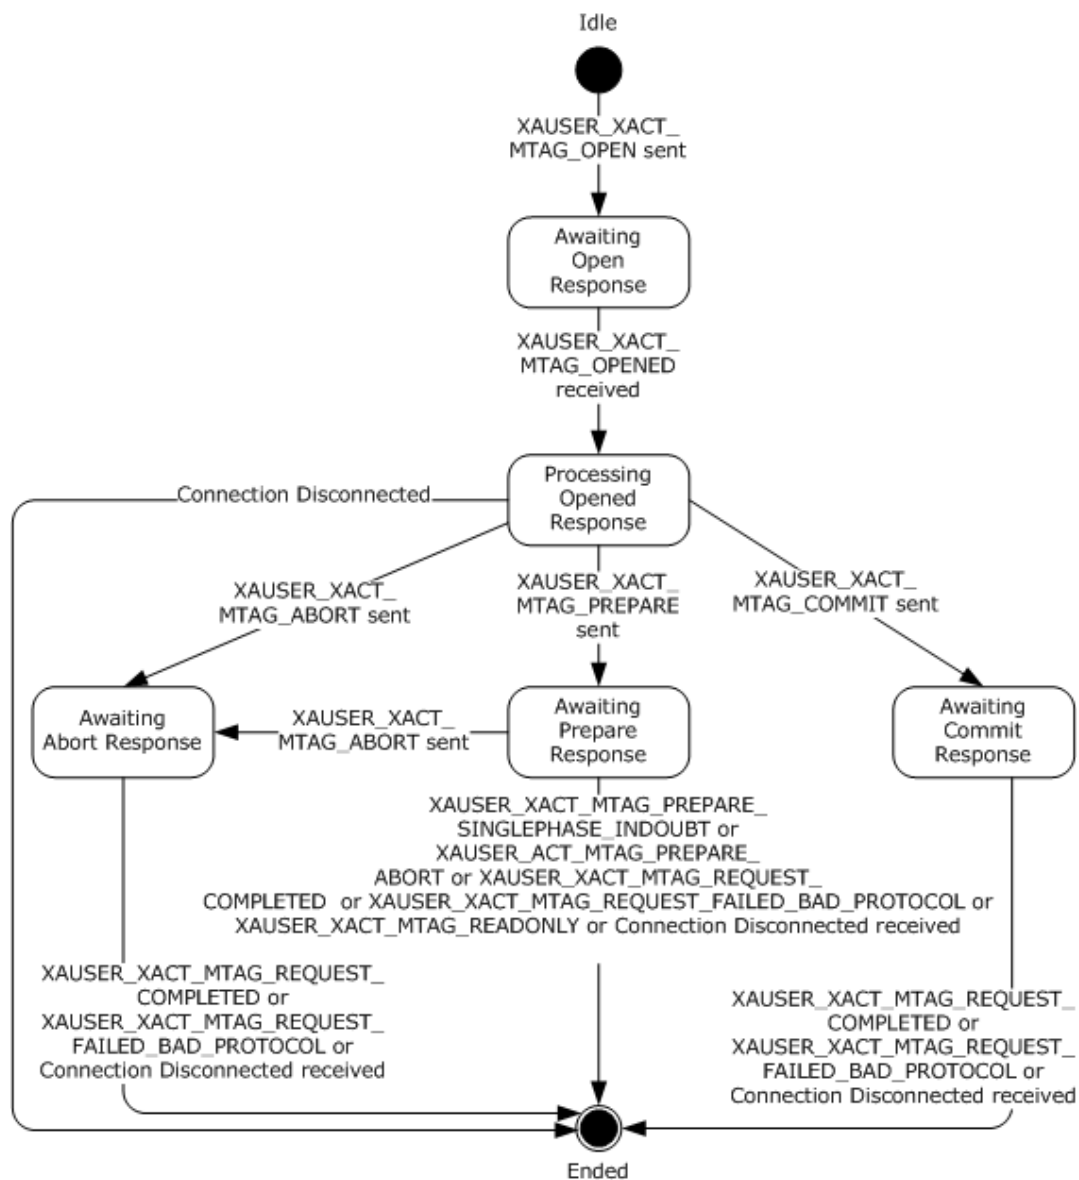 Idle
XAUSER_XACT_
MTAG_OPEN sent
Awaiting
Open
Response
XAUSER_XACT_
MTAG_OPENED
received
Processing
Opened
Response
Connection Disconnected
XAUSER_XACT_
MTAG_ABORT sent
XAUSER_XACT_
MTAG_PREPARE
sent
XAUSER_XACT_
MTAG_COMMIT sent
Awaiting
Abort Response
XAUSER_XACT_
MTAG_ABORT sent
Awaiting
Prepare
Response
Awaiting
Commit
Response
XAUSER_XACT_MTAG_PREPARE_
SINGLEPHASE_INDOUBT or
XAUSER_ACT_MTAG_PREPARE_
ABORT or XAUSER_XACT_MTAG_REQUEST_
COMPLETED or XAUSER_XACT_MTAG_REQUEST_FAILED_BAD_PROTOCOL or
XAUSER_XACT_MTAG_READONLY or Connection Disconnected received
XAUSER_XACT_MTAG_REQUEST_
COMPLETED or
XAUSER_XACT_MTAG_REQUEST_
FAILED_BAD_PROTOCOL or
Connection Disconnected received
XAUSER_XACT_MTAG_REQUEST_
COMPLETED or
XAUSER_XACT_MTAG_REQUEST_
FAILED_BAD_PROTOCOL or
Connection Disconnected received
Ended